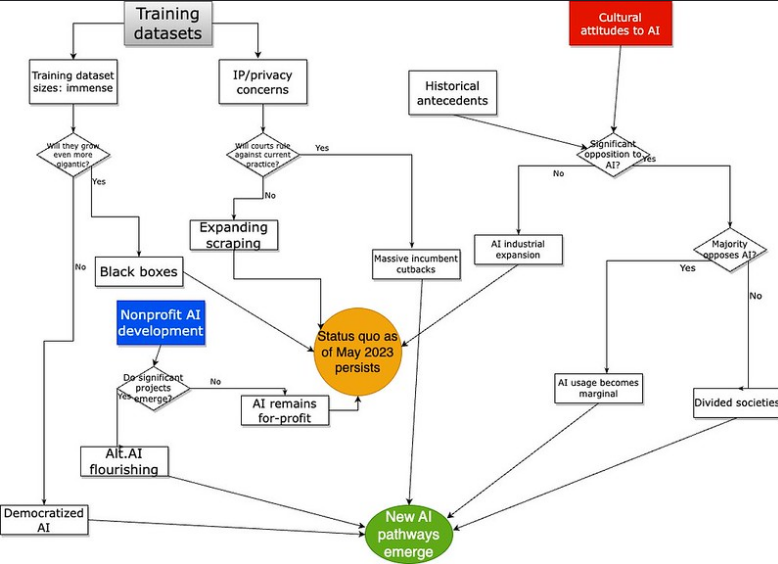 Training
datasets
Cultural
attitudes to AI
Training dataset
sizes: immense
IP/privacy
concerns
Historical
antecedents
Will they grow
even more
gigantic?
Will courts rule
against current
practice?
Yes
Significant
opposition to
AI?
Yes
No
Yes
No
Expanding
scraping
AI industrial
expansion
Majority
opposes AI?
Massive incumbent
cutbacks
Black boxes
No
Yes
No
Nonprofit AI
development
Status quo as
of May 2023
persists
Do significant
projects
emerge?
No
Yes
AI remains
for-profit
AI usage becomes
marginal
Divided societies
Alt.AI
flourishing
Democratized
AI
New AI
pathways
emerge